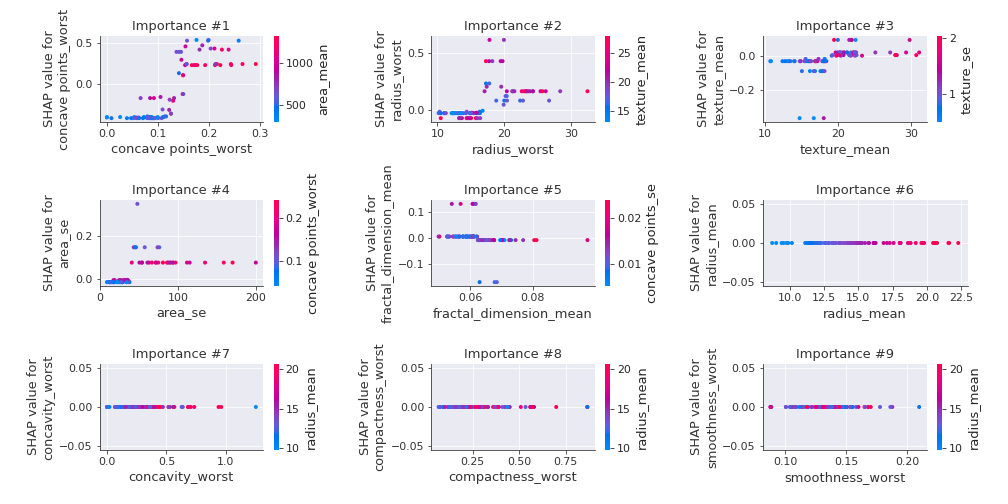 Importance #1
SHAP value for
concave points_worst
0.5
0.0
0.0
0.1
0.2
0.3
concave points_worst
1000
500
area_mean
Importance #2
SHAP value for
radius_worst
0.5
0.0
10
20
30
radius_worst
25
20
15
texture_mean
Importance #3
SHAP value for
texture_mean
0.0
−0.2
10
20
30
texture_mean
2
1
texture_se
Importance #4
SHAP value for
area_se
0.2
0.0
0
100
200
area_se
0.2
0.1
concave points_worst
Importance #5
SHAP value for
fractal_dimension_mean
0.1
0.0
−0.1
0.06
0.08
fractal_dimension_mean
0.02
0.01
concave points_se
Importance #6
SHAP value for
radius_mean
0.05
0.00
−0.05
10.0
12.5
15.0
17.5
20.0
22.5
radius_mean
Importance #7
SHAP value for
concavity_worst
0.05
0.00
−0.05
0.0
0.5
1.0
concavity_worst
20
15
10
radius_mean
Importance #8
SHAP value for
compactness_worst
0.05
0.00
−0.05
0.25
0.50
0.75
compactness_worst
20
15
10
radius_mean
Importance #9
SHAP value for
smoothness_worst
0.05
0.00
−0.05
0.10
0.15
0.20
smoothness_worst
20
15
10
radius_mean